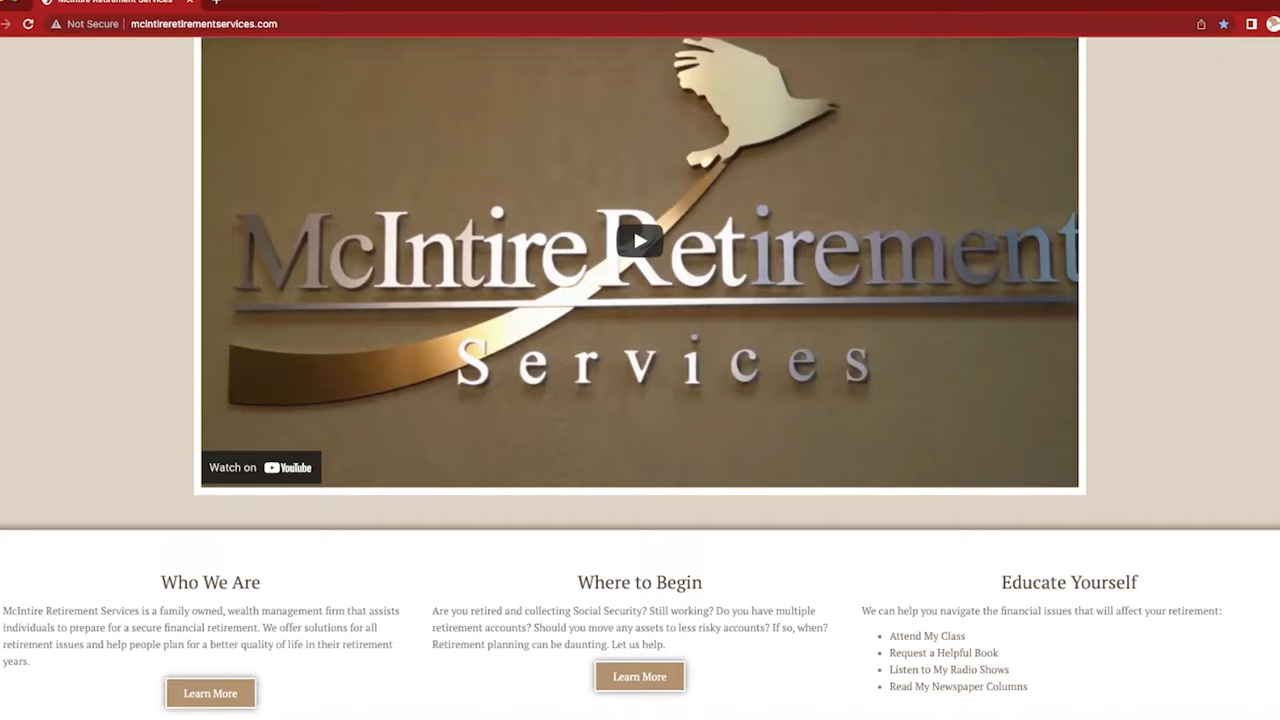 McIntire Retirement Services
Not Secure
mcintireretirementservices.com
McIntire Retirement
Services
Watch on YouTube
Who We Are
McIntire Retirement Services is a family owned, wealth management firm that assists
individuals to prepare for a secure financial retirement. We offer solutions for all
retirement issues and help people plan for a better quality of life in their retirement
years.
Learn More
Where to Begin
Are you retired and collecting Social Security? Still working? Do you have multiple
retirement accounts? Should you move any assets to less risky accounts? If so, when?
Retirement planning can be daunting. Let us help.
Learn More
Educate Yourself
We can help you navigate the financial issues that will affect your retirement:
Attend My Class
Request a Helpful Book
Listen to My Radio Shows
Read My Newspaper Columns